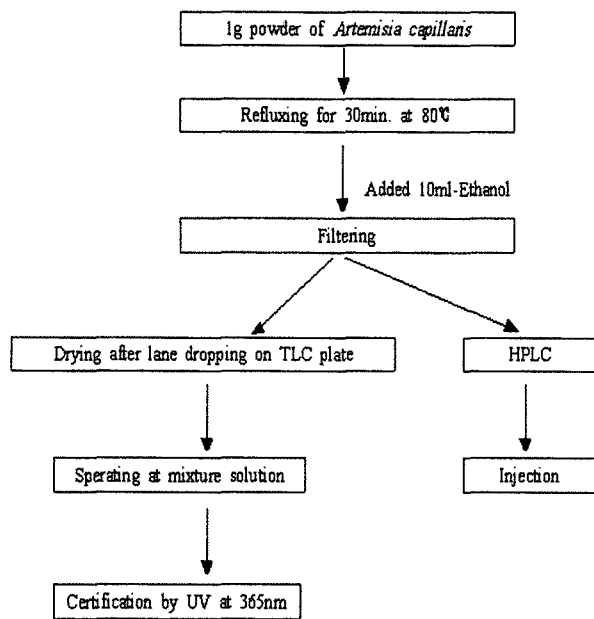 1g powder of Artemisia capillaris
Refluxing for 30min. at 80℃
Added 10ml-Ethanol
Filtering
Drying after lane dropping on TLC plate
HPLC
Sperating at mixture solution
Injection
Certification by UV at 365nm